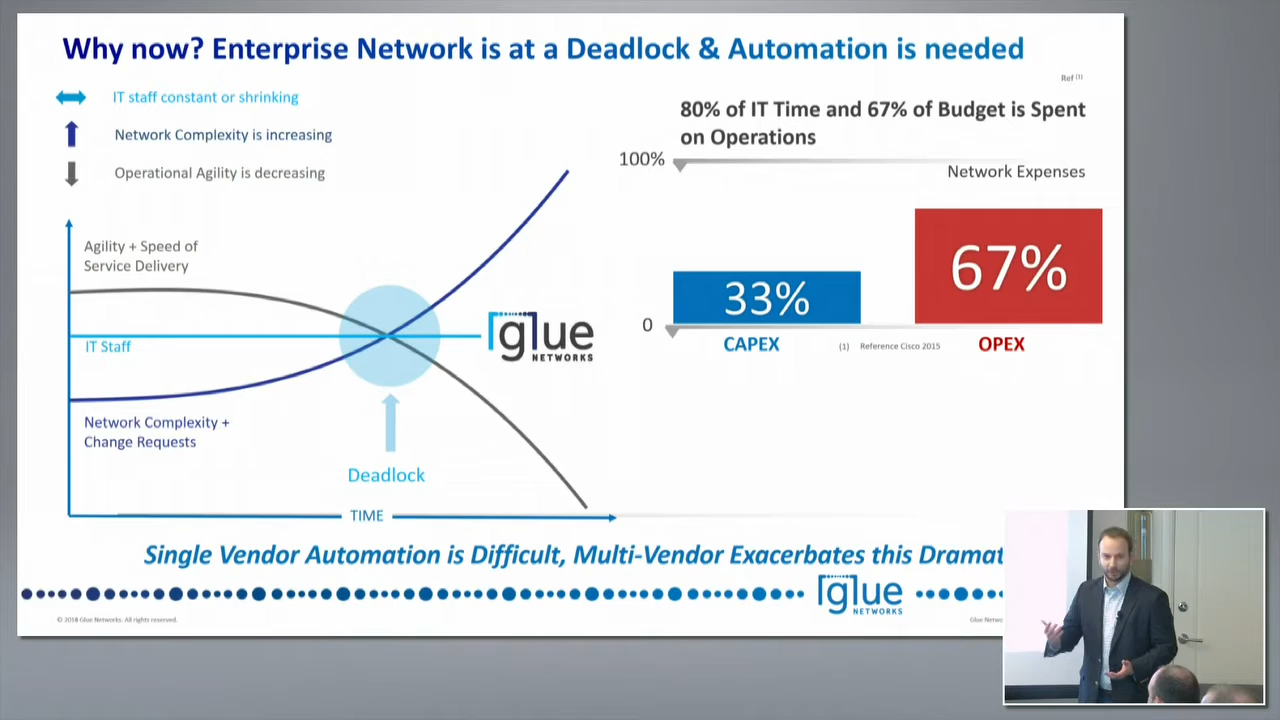 Why now? Enterprise Network is at a Deadlock & Automation is needed
Ref (1)
IT staff constant or shrinking
Network Complexity is increasing
Operational Agility is decreasing
80% of IT Time and 67% of Budget is Spent
on Operations
100%
Network Expenses
67%
33%
0
CAPEX
(1) Reference Cisco 2015
OPEX
Agility + Speed of
Service Delivery
IT Staff
glue
NETWORKS
Network Complexity +
Change Requests
Deadlock
TIME
Single Vendor Automation is Difficult, Multi-Vendor Exacerbates this Dramat
glue
NETWORKS
© 2018 Glue Networks. All rights reserved.
Glue Netwo